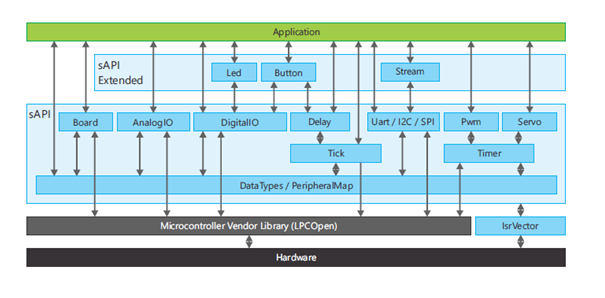 Application
sAPI
Extended
Led
Button
Stream
sAPI
Board
AnalogIO
DigitalIO
Delay
Uart / I2C / SPI
Pwm
Servo
Tick
Timer
DataTypes / PeripheralMap
Microcontroller Vendor Library (LPCOpen)
IsrVector
Hardware